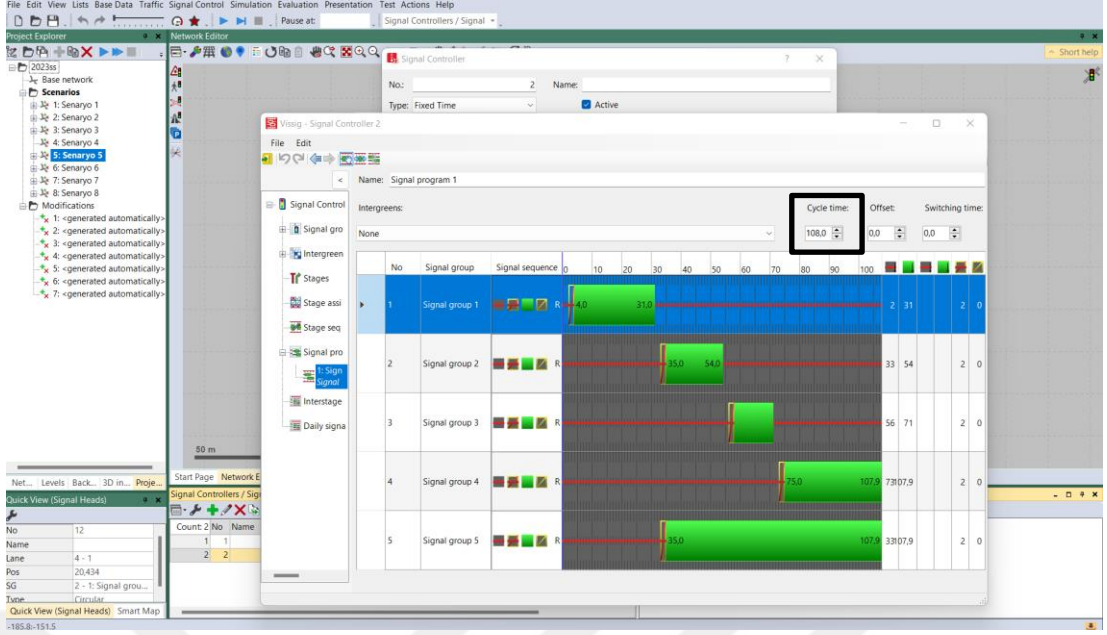 File Edit View Lists Base Data Traffic Signal Control Simulation Evaluation Presentation Test Actions Help
Pause at: Signal Controllers / Signal
Project Explorer
Network Editor
Short help
2023ss
Base network
Scenarios
1: Senaryo 1
2: Senaryo 2
3: Senaryo 3
4: Senaryo 4
5: Senaryo 5
6: Senaryo 6
7: Senaryo 7
8: Senaryo 8
Modifications
1: <generated automatically>
2: <generated automatically>
3: <generated automatically>
4: <generated automatically>
5: <generated automatically>
6: <generated automatically>
7: <generated automatically>
Signal Controller ? ×
No.: 2 Name:
Type: Fixed Time Active
Vissig - Signal Controller 2
File Edit
Name: Signal program 1
Signal Control
Signal gro
Intergreen
Stages
Stage assi
Stage seq
Signal pro
1: Sign
Signal
Interstage
Daily signa
Intergreens: Cycle time: Offset: Switching time:
None 108,0 0,0 0,0
No Signal group Signal sequence 0 10 20 30 40 50 60 70 80 90 100
1 Signal group 1 R 4,0 31,0 2 31 2 0
2 Signal group 2 R 35,0 54,0 33 54 2 0
3 Signal group 3 R 56 71 2 0
4 Signal group 4 R 75,0 107,9 73 107,9 2 0
5 Signal group 5 R 35,0 107,9 33 107,9 2 0
50 m
Net... Levels Back... 3D in... Proje...
Start Page Network E
Quick View (Signal Heads)
No 12
Name
Lane 4 - 1
Pos 20,434
SG 2 - 1: Signal grou...
Type Circular
Quick View (Signal Heads) Smart Map
Signal Controllers / Sign
Count: 2 No Name
1 1
2 2
-185.8:-151.5